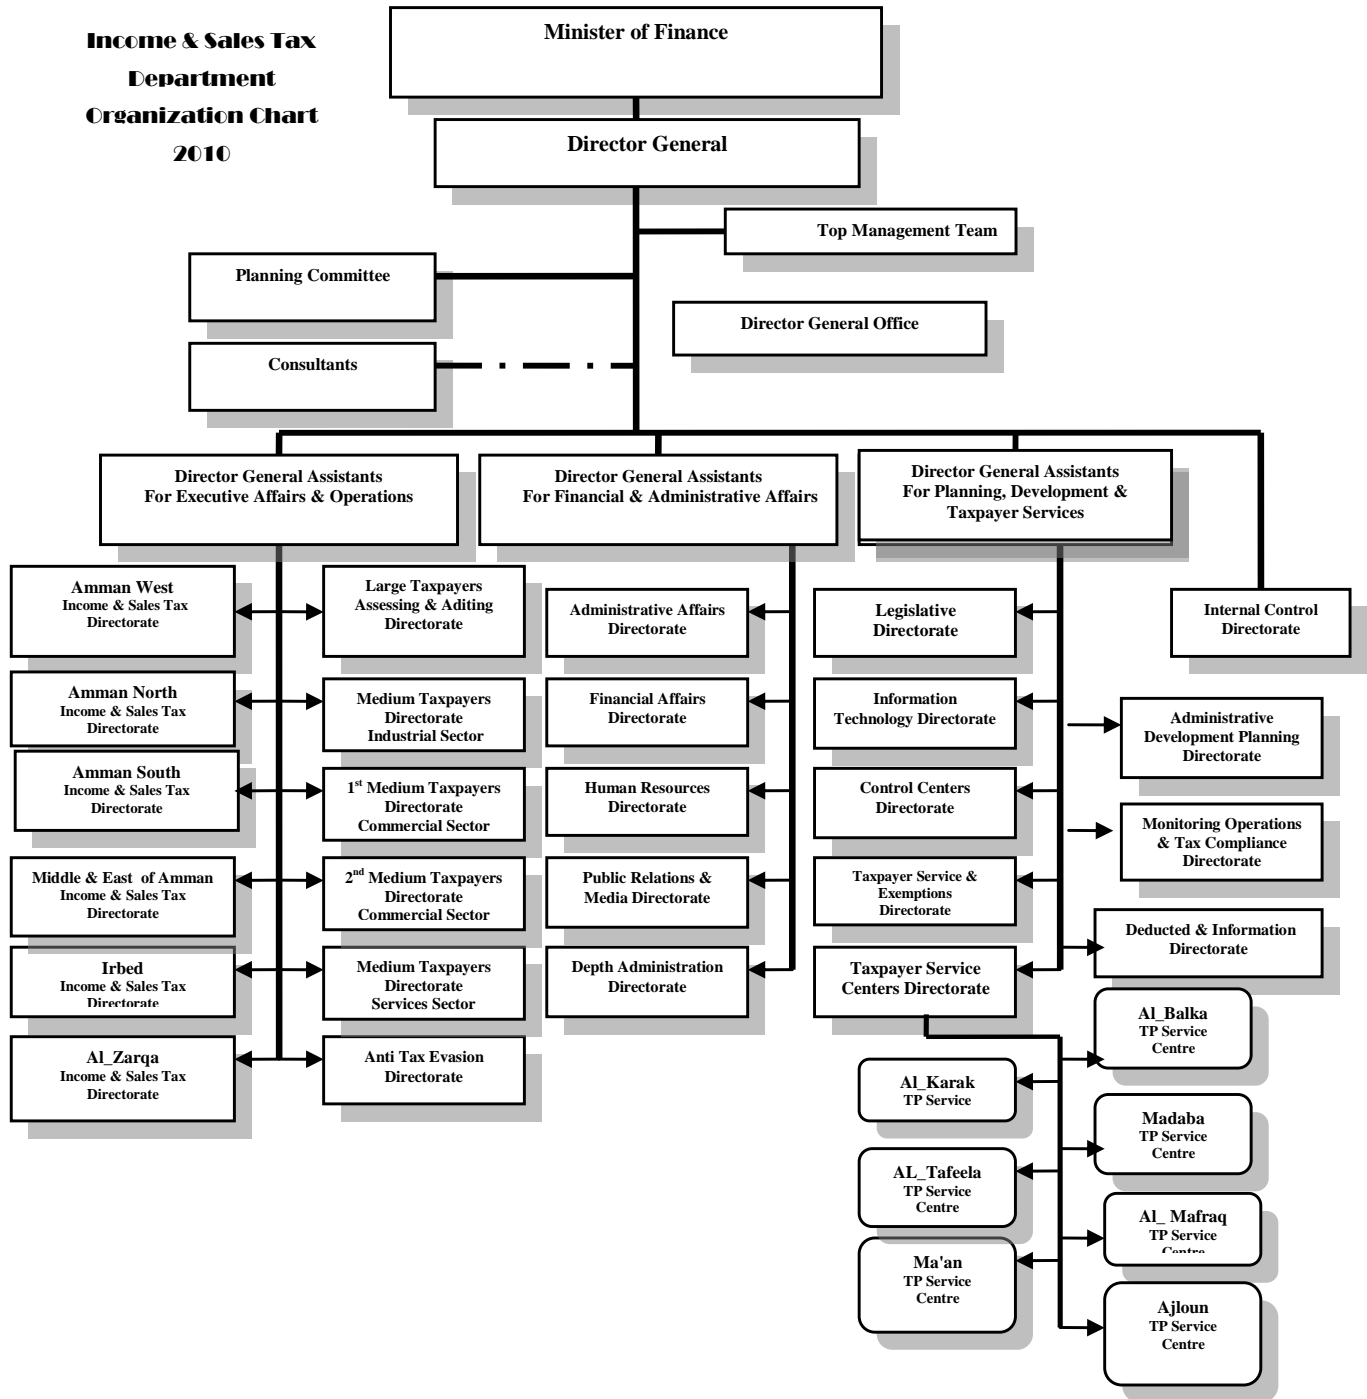 Income & Sales Tax
Department
Organization Chart
2010
Minister of Finance
Director General
Top Management Team
Planning Committee
Director General Office
Consultants
Director General Assistants
For Executive Affairs & Operations
Director General Assistants
For Financial & Administrative Affairs
Director General Assistants
For Planning, Development &
Taxpayer Services
Amman West
Income & Sales Tax
Directorate
Large Taxpayers
Assessing & Aditing
Directorate
Administrative Affairs
Directorate
Legislative
Directorate
Internal Control
Directorate
Amman North
Income & Sales Tax
Directorate
Medium Taxpayers
Directorate
Industrial Sector
Financial Affairs
Directorate
Information
Technology Directorate
Administrative
Development Planning
Directorate
Amman South
Income & Sales Tax
Directorate
1st Medium Taxpayers
Directorate
Commercial Sector
Human Resources
Directorate
Control Centers
Directorate
Monitoring Operations
& Tax Compliance
Directorate
Middle & East of Amman
Income & Sales Tax
Directorate
2nd Medium Taxpayers
Directorate
Commercial Sector
Public Relations &
Media Directorate
Taxpayer Service &
Exemptions
Directorate
Deducted & Information
Directorate
Irbed
Income & Sales Tax
Directorate
Medium Taxpayers
Directorate
Services Sector
Depth Administration
Directorate
Taxpayer Service
Centers Directorate
Al_Zarqa
Income & Sales Tax
Directorate
Anti Tax Evasion
Directorate
Al_Balka
TP Service
Centre
Al_Karak
TP Service
Madaba
TP Service
Centre
AL_Tafeela
TP Service
Centre
Al_ Mafraq
TP Service
Centre
Ma'an
TP Service
Centre
Ajloun
TP Service
Centre